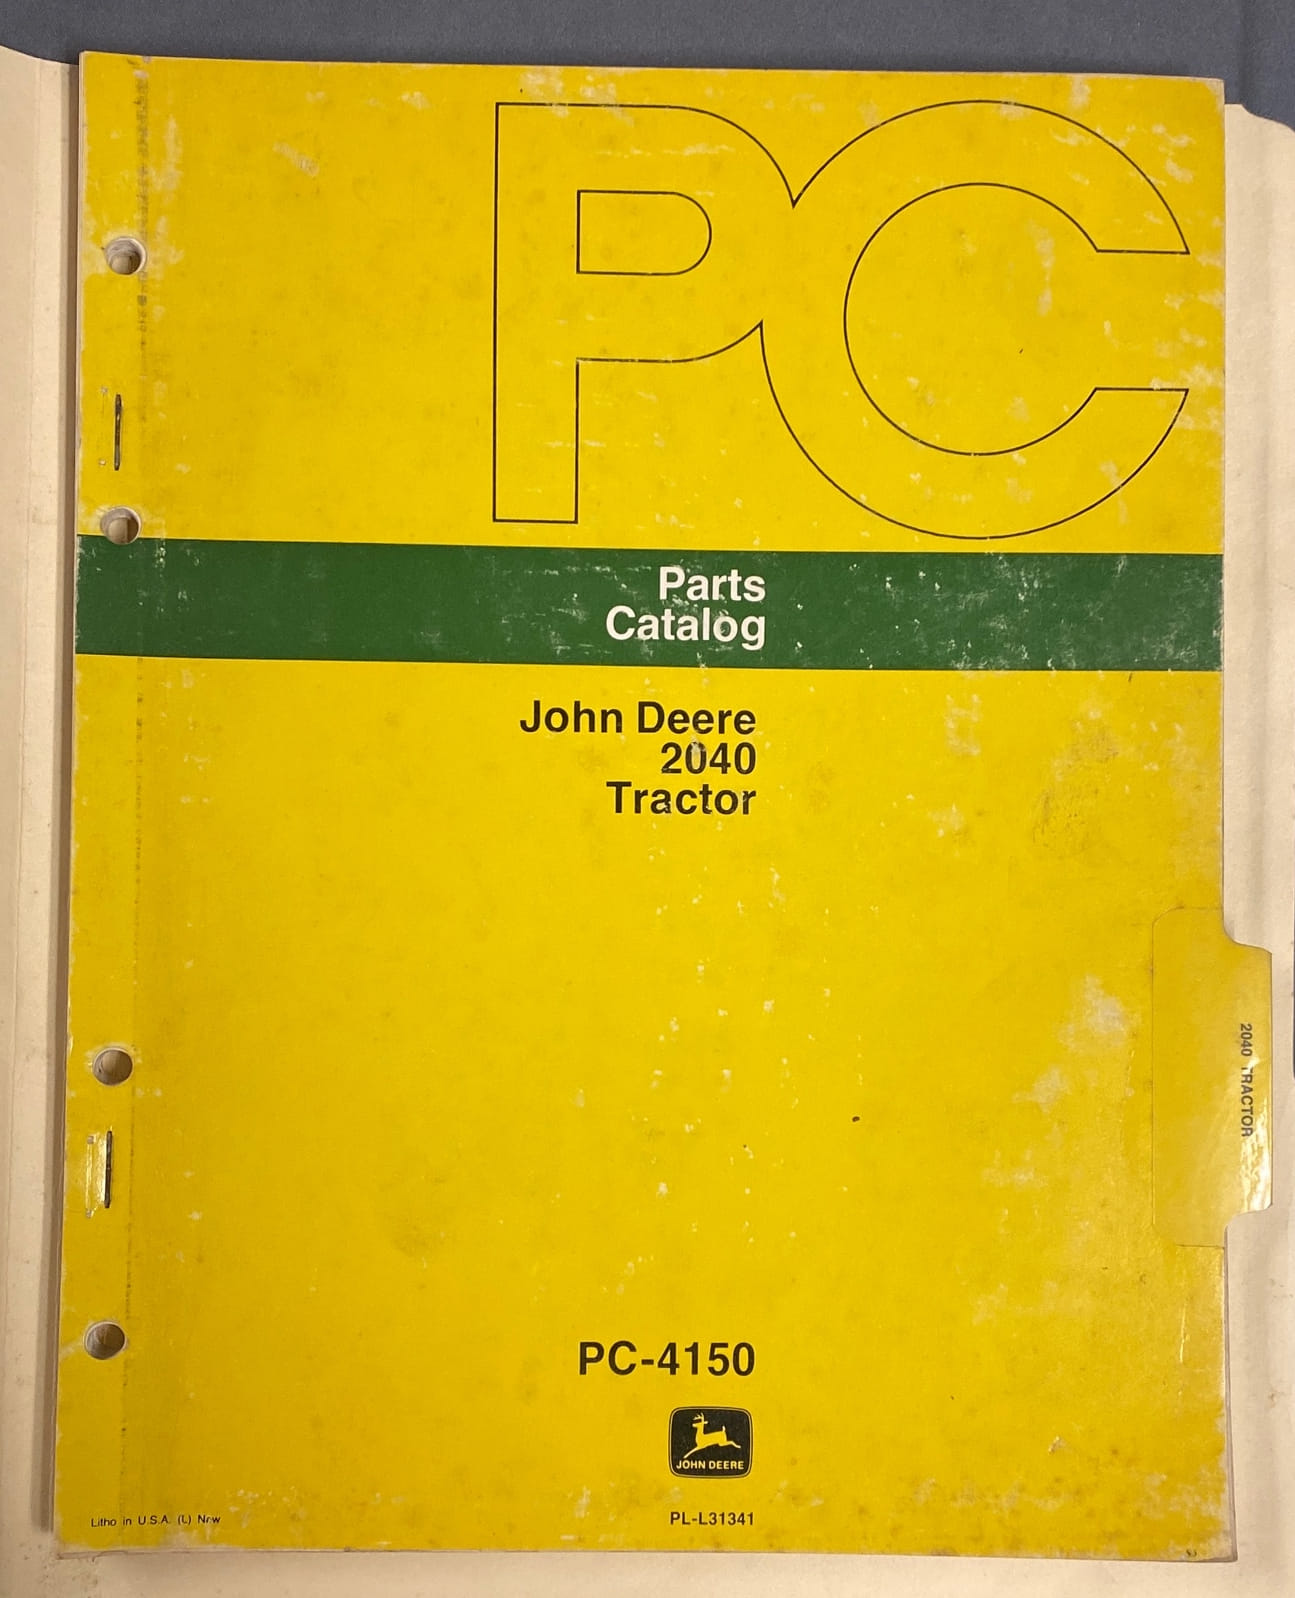 PC
Parts
Catalog
John Deere
2040
Tractor
2040 TRACTOR
PC-4150
JOHN DEERE
Litho in U.S.A. (L) New
PL-L31341